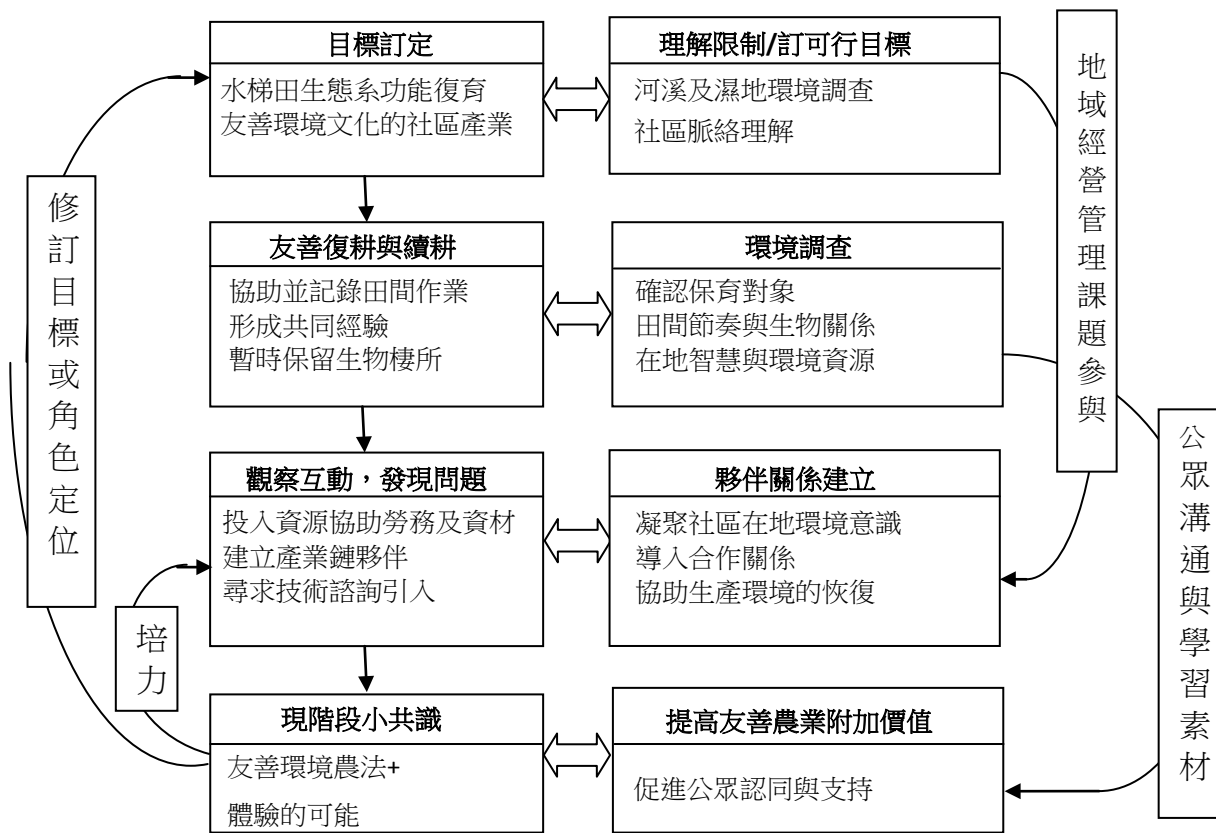 目標訂定
水梯田生態系功能復育
友善環境文化的社區產業
理解限制/訂可行目標
河溪及濕地環境調查
社區脈絡理解
友善復耕與續耕
協助並記錄田間作業
形成共同經驗
暫時保留生物棲所
環境調查
確認保育對象
田間節奏與生物關係
在地智慧與環境資源
觀察互動，發現問題
投入資源協助勞務及資材
建立產業鏈夥伴
尋求技術諮詢引入
夥伴關係建立
凝聚社區在地環境意識
導入合作關係
協助生產環境的恢復
現階段小共識
友善環境農法+
體驗的可能
提高友善農業附加價值
促進公眾認同與支持
修訂目標或角色定位
培力
地域經營管理課題參與
公眾溝通與學習素材